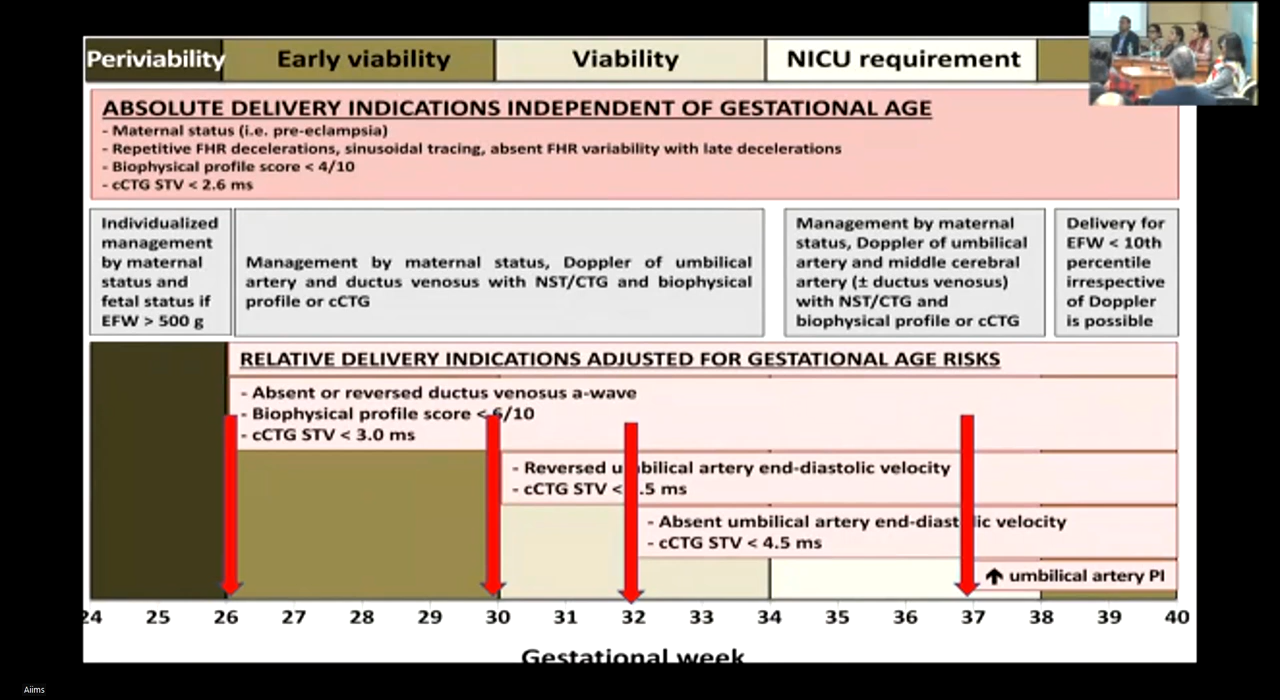 Periviability
Early viability
Viability
NICU requirement
ABSOLUTE DELIVERY INDICATIONS INDEPENDENT OF GESTATIONAL AGE
- Maternal status (i.e. pre-eclampsia)
- Repetitive FHR decelerations, sinusoidal tracing, absent FHR variability with late decelerations
- Biophysical profile score < 4/10
- cCTG STV < 2.6 ms
Individualized
management
by maternal
status and
fetal status if
EFW > 500 g
Management by maternal status, Doppler of umbilical
artery and ductus venosus with NST/CTG and biophysical
profile or cCTG
Management by maternal
status, Doppler of umbilical
artery and middle cerebral
artery (± ductus venosus)
with NST/CTG and
biophysical profile or cCTG
Delivery for
EFW < 10th
percentile
irrespective
of Doppler
is possible
RELATIVE DELIVERY INDICATIONS ADJUSTED FOR GESTATIONAL AGE RISKS
- Absent or reversed ductus venosus a-wave
- Biophysical profile score < 6/10
- cCTG STV < 3.0 ms
- Reversed umbilical artery end-diastolic velocity
- cCTG STV < .5 ms
- Absent umbilical artery end-diastolic velocity
- cCTG STV < 4.5 ms
↑ umbilical artery PI
24 25 26 27 28 29 30 31 32 33 34 35 36 37 38 39 40
Gestational week
Aiims